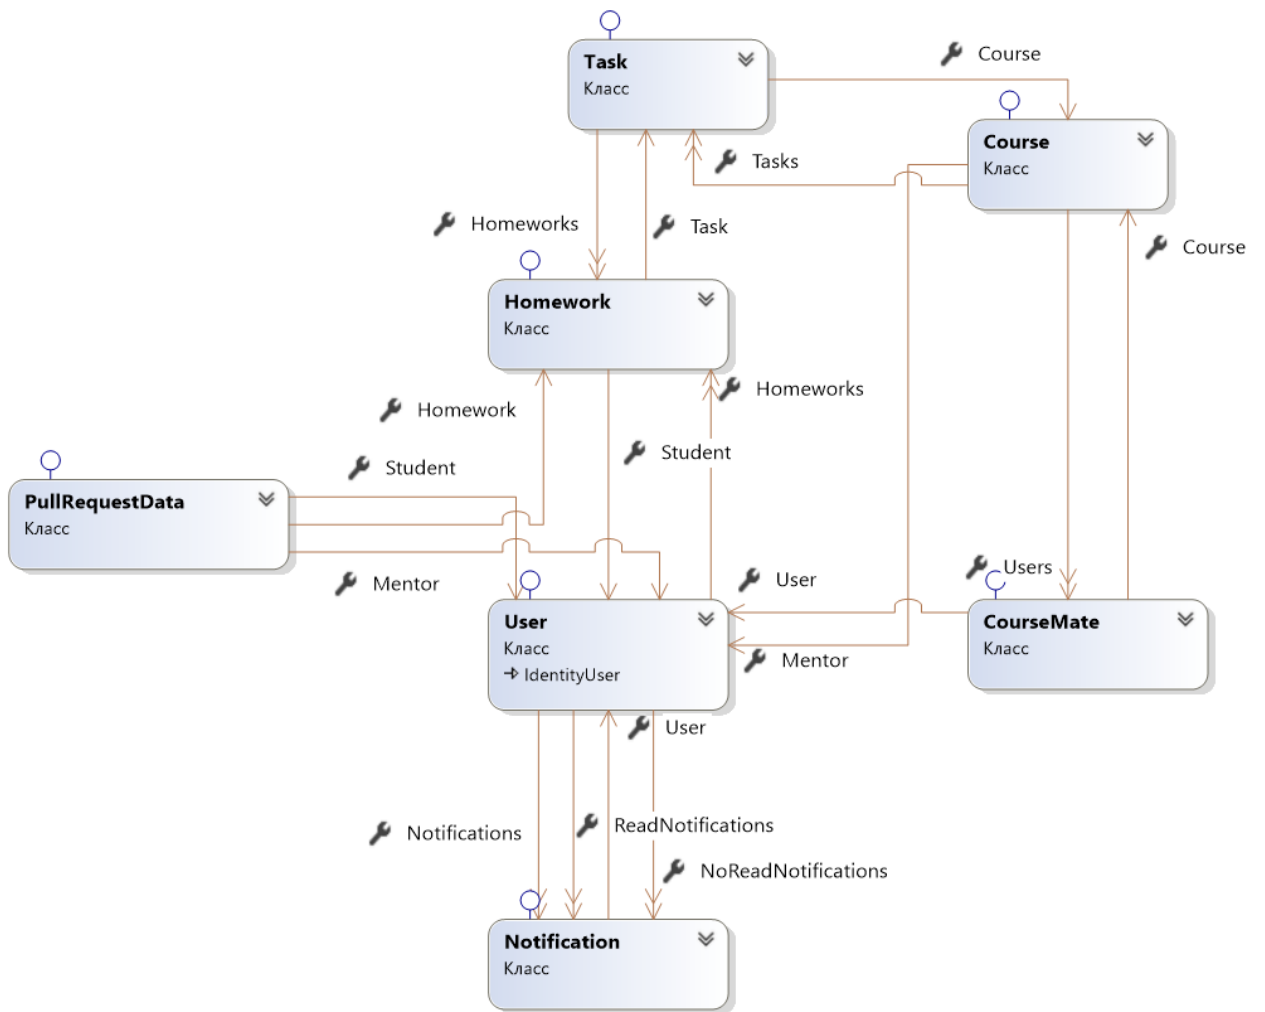 Task
Класс
Course
Course
Класс
Tasks
Homeworks
Task
Course
Homework
Класс
Homeworks
Homework
Student
Student
PullRequestData
Класс
Mentor
User
Users
User
Класс
IdentityUser
CourseMate
Класс
Mentor
User
Notifications
ReadNotifications
NoReadNotifications
Notification
Класс